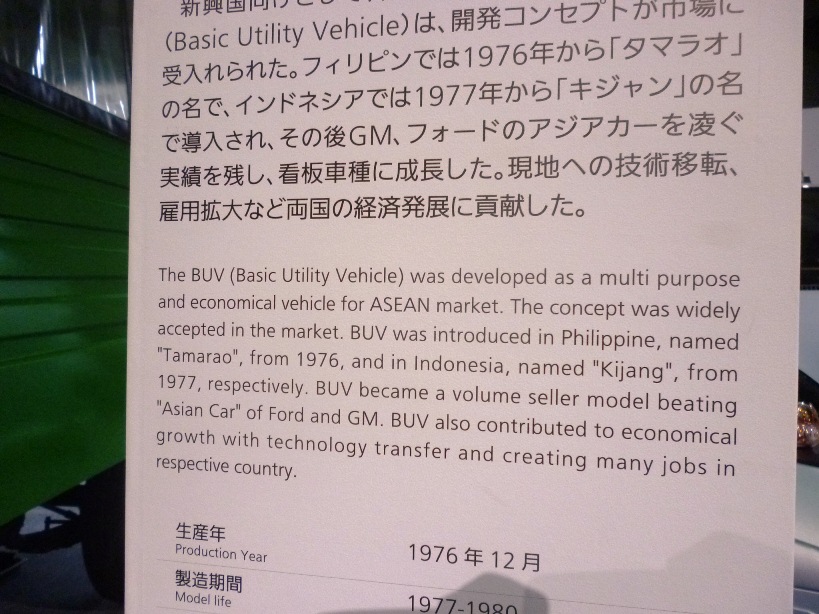 新興国向けとして
(Basic Utility Vehicle)は、開発コンセプトが市場に
受入れられた。フィリピンでは1976年から「タマラオ」
の名で、インドネシアでは1977年から「キジャン」の名
で導入され、その後GM、フォードのアジアカーを凌ぐ
実績を残し、看板車種に成長した。現地への技術移転、
雇用拡大など両国の経済発展に貢献した。
The BUV (Basic Utility Vehicle) was developed as a multi purpose
and economical vehicle for ASEAN market. The concept was widely
accepted in the market. BUV was introduced in Philippine, named
"Tamarao", from 1976, and in Indonesia, named "Kijang", from
1977, respectively. BUV became a volume seller model beating
"Asian Car" of Ford and GM. BUV also contributed to economical
growth with technology transfer and creating many jobs in
respective country.
生産年
Production Year
1976年12月
製造期間
Model life
1977-1980